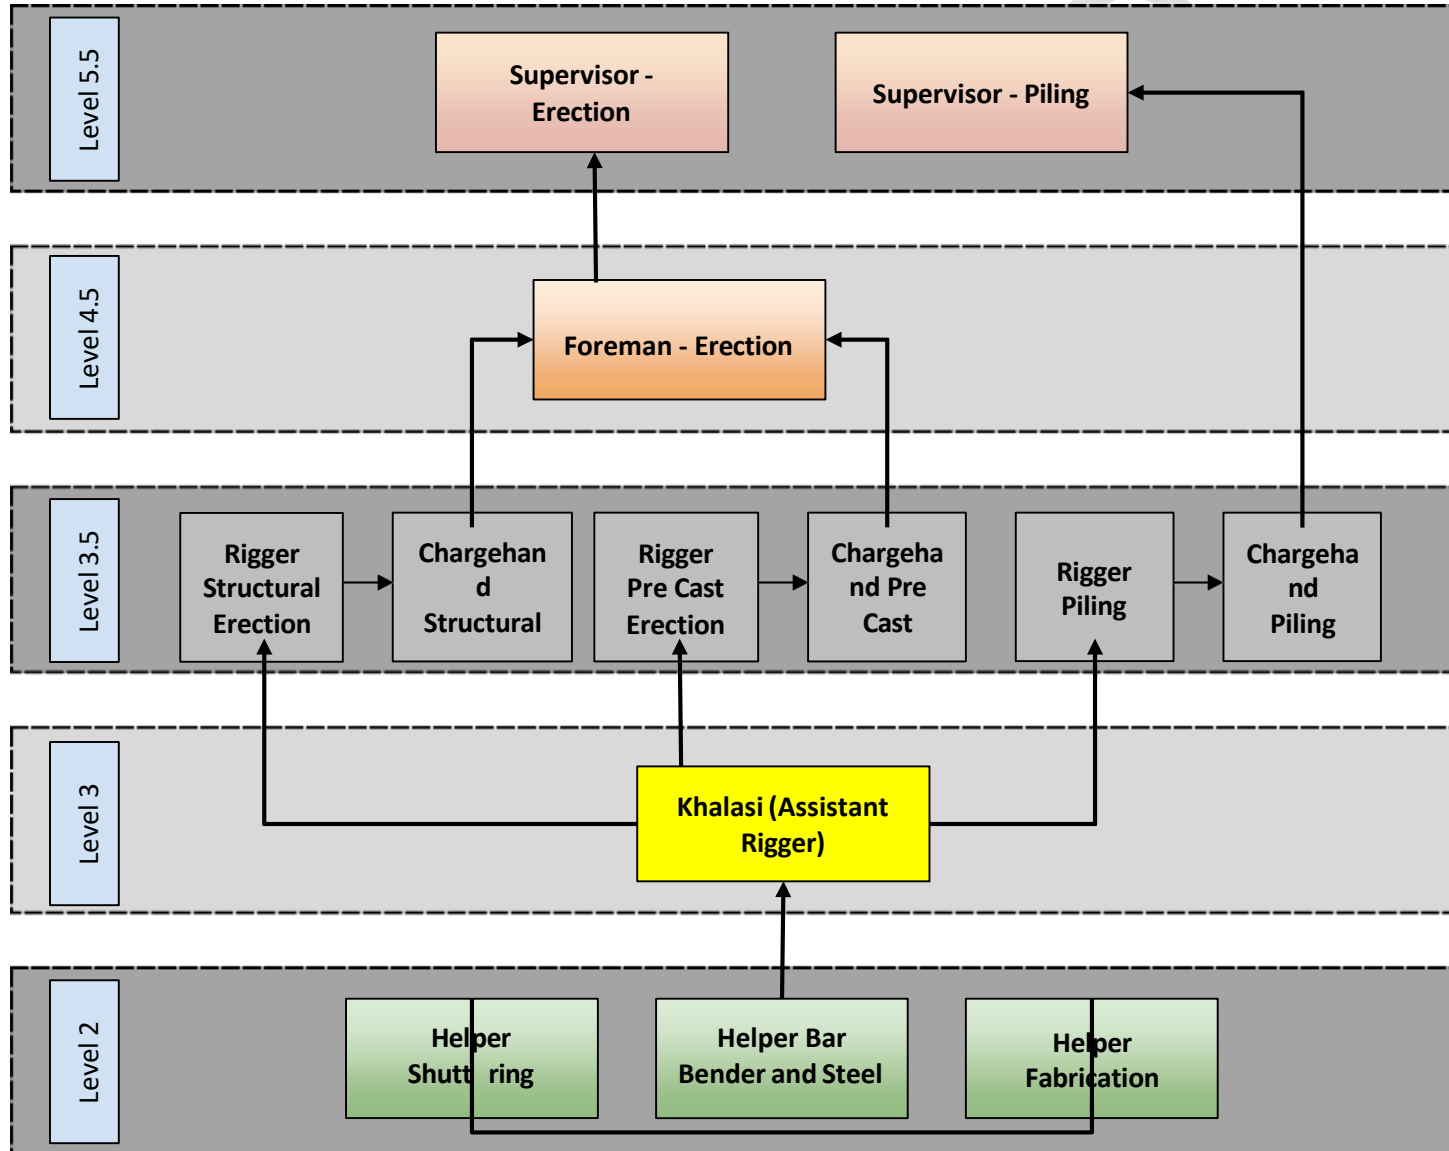 Level 5.5
Supervisor -
Erection
Supervisor - Piling
Level 4.5
Foreman - Erection
Level 3.5
Rigger
Structural
Erection
Chargehan
d
Structural
Rigger
Pre Cast
Erection
Chargeha
nd Pre
Cast
Rigger
Piling
Chargeha
nd
Piling
Level 3
Khalasi (Assistant
Rigger)
Level 2
Helper
Shutt ring
Helper Bar
Bender and Steel
Helper
Fabrication